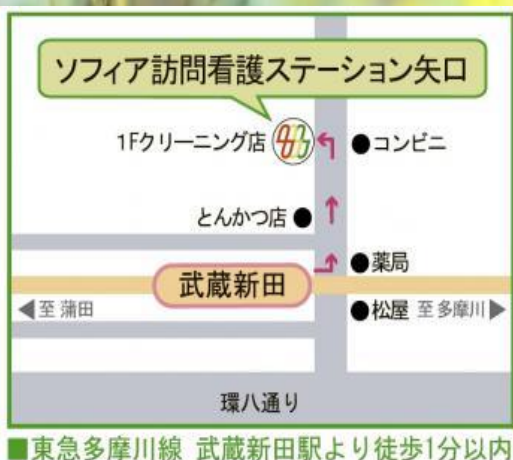 ソフィア訪問看護ステーション矢口
1Fクリーニング店
●コンビニ
とんかつ店●
●薬局
武蔵新田
◀至 蒲田
●松屋 至 多摩川▶
環八通り
■東急多摩川線 武蔵新田駅より徒歩1分以内